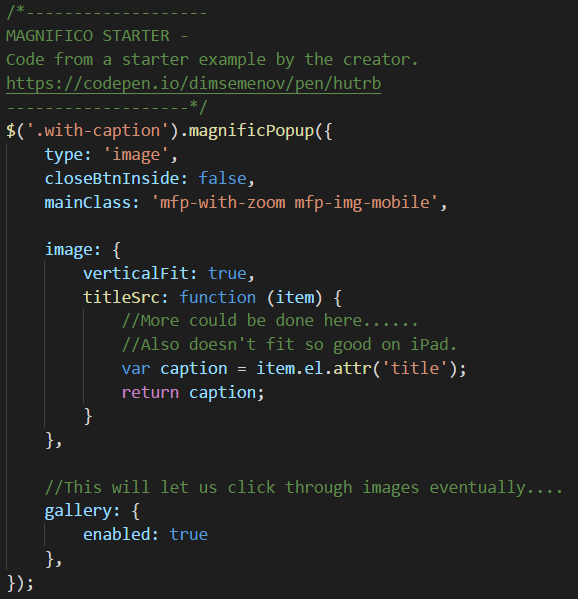 /*-------------------
MAGNIFICO STARTER -
Code from a starter example by the creator.
https://codepen.io/dimsemenov/pen/hutrb
-------------------*/
$('.with-caption').magnificPopup({
    type: 'image',
    closeBtnInside: false,
    mainClass: 'mfp-with-zoom mfp-img-mobile',

    image: {
        verticalFit: true,
        titleSrc: function (item) {
            //More could be done here......
            //Also doesn't fit so good on iPad.
            var caption = item.el.attr('title');
            return caption;
        }
    },

    //This will let us click through images eventually....
    gallery: {
        enabled: true
    },
});